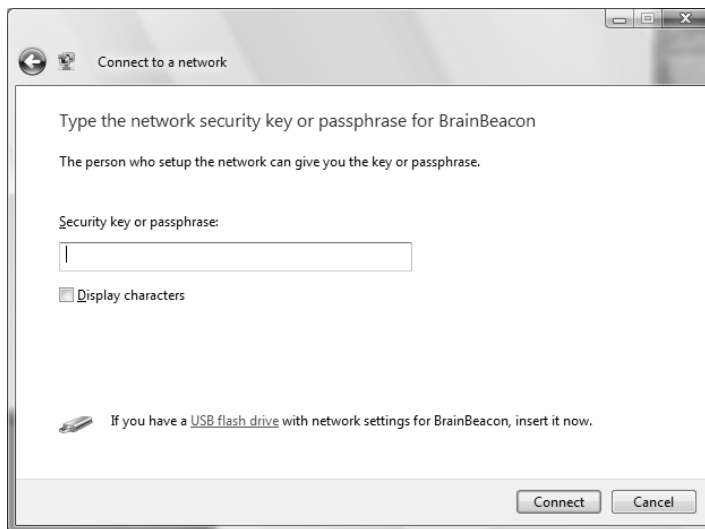 Connect to a network
Type the network security key or passphrase for BrainBeacon
The person who setup the network can give you the key or passphrase.
Security key or passphrase:
Display characters
If you have a USB flash drive with network settings for BrainBeacon, insert it now.
Connect Cancel